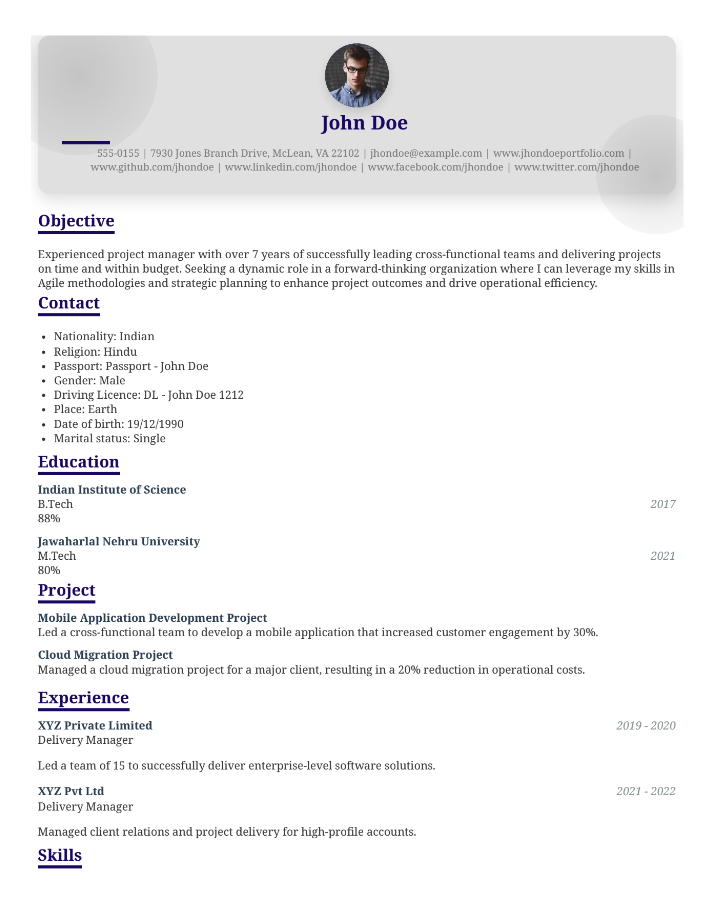 John Doe
555-0155 | 7930 Jones Branch Drive, McLean, VA 22102 | jhondoe@example.com | www.jhondoeportfolio.com |
www.github.com/jhondoe | www.linkedin.com/jhondoe | www.facebook.com/jhondoe | www.twitter.com/jhondoe
Objective
Experienced project manager with over 7 years of successfully leading cross-functional teams and delivering projects
on time and within budget. Seeking a dynamic role in a forward-thinking organization where I can leverage my skills in
Agile methodologies and strategic planning to enhance project outcomes and drive operational efficiency.
Contact
• Nationality: Indian
• Religion: Hindu
• Passport: Passport - John Doe
• Gender: Male
• Driving Licence: DL - John Doe 1212
• Place: Earth
• Date of birth: 19/12/1990
• Marital status: Single
Education
Indian Institute of Science
B.Tech 2017
88%
Jawaharlal Nehru University
M.Tech 2021
80%
Project
Mobile Application Development Project
Led a cross-functional team to develop a mobile application that increased customer engagement by 30%.
Cloud Migration Project
Managed a cloud migration project for a major client, resulting in a 20% reduction in operational costs.
Experience
XYZ Private Limited 2019 - 2020
Delivery Manager
Led a team of 15 to successfully deliver enterprise-level software solutions.
XYZ Pvt Ltd 2021 - 2022
Delivery Manager
Managed client relations and project delivery for high-profile accounts.
Skills